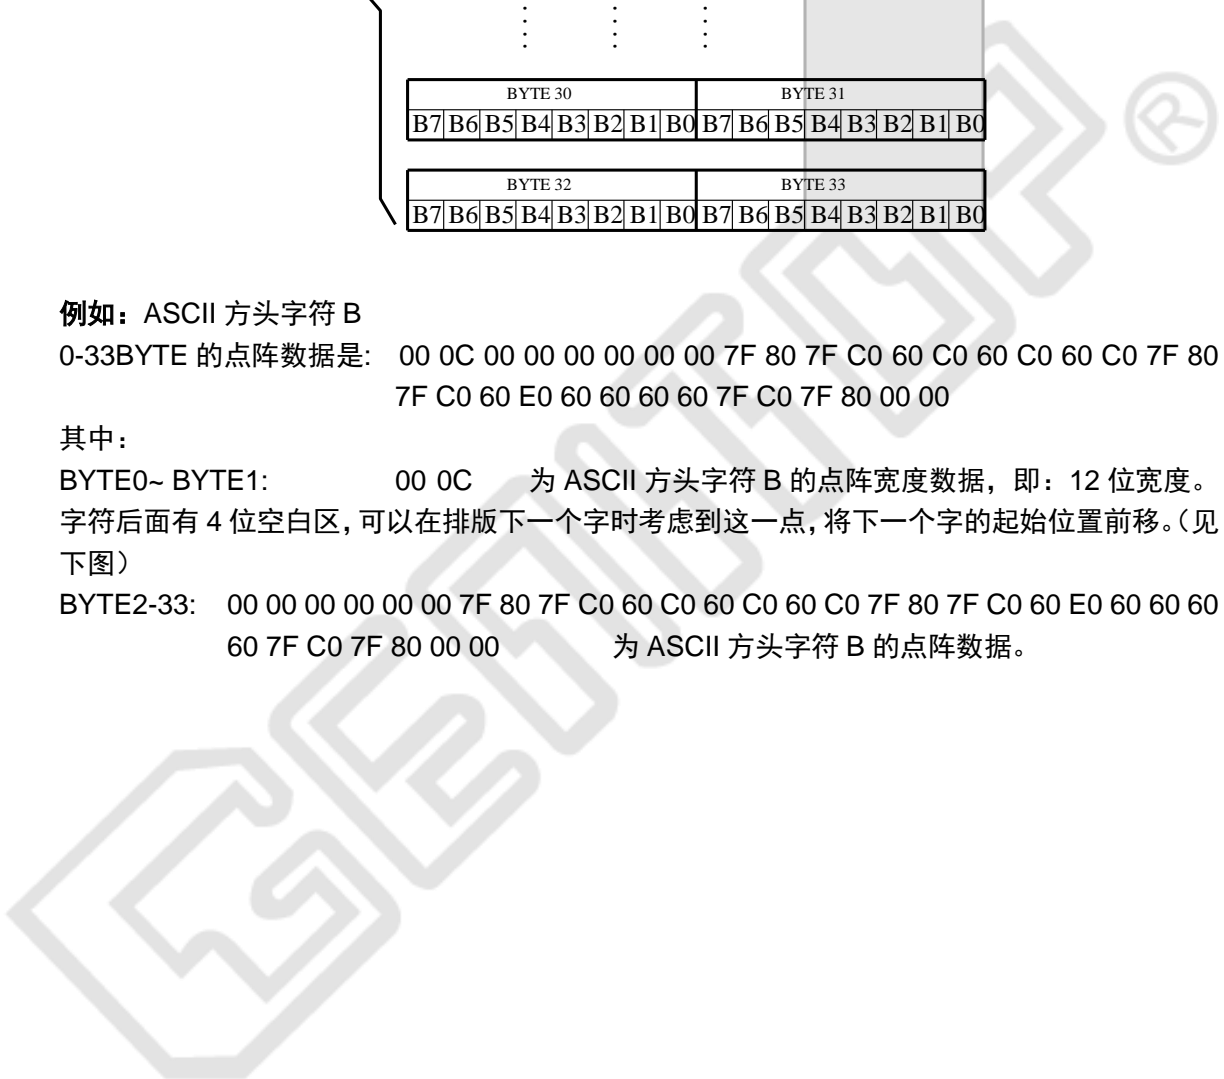 BYTE 30 BYTE 31
B7 B6 B5 B4 B3 B2 B1 B0 B7 B6 B5 B4 B3 B2 B1 B0
BYTE 32 BYTE 33
B7 B6 B5 B4 B3 B2 B1 B0 B7 B6 B5 B4 B3 B2 B1 B0
例如：ASCII 方头字符 B
0-33BYTE 的点阵数据是: 00 0C 00 00 00 00 00 00 7F 80 7F C0 60 C0 60 C0 60 C0 7F 80
7F C0 60 E0 60 60 60 60 7F C0 7F 80 00 00
其中：
BYTE0~ BYTE1: 00 0C 为 ASCII 方头字符 B 的点阵宽度数据，即：12 位宽度。
字符后面有 4 位空白区，可以在排版下一个字时考虑到这一点，将下一个字的起始位置前移。（见
下图）
BYTE2-33: 00 00 00 00 00 00 7F 80 7F C0 60 C0 60 C0 60 C0 7F 80 7F C0 60 E0 60 60 60
60 7F C0 7F 80 00 00 为 ASCII 方头字符 B 的点阵数据。
GENITOP ®